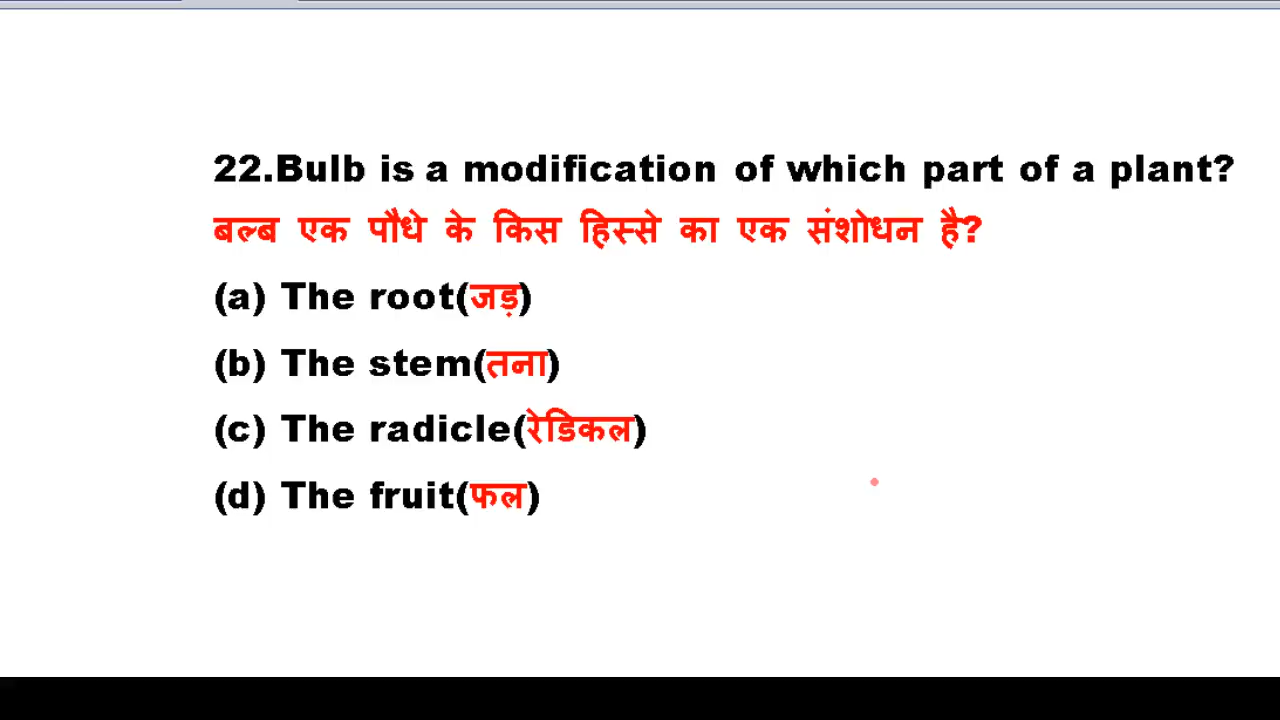 22.Bulb is a modification of which part of a plant?
बल्ब एक पौधे के किस हिस्से का एक संशोधन है?
(a) The root(जड़)
(b) The stem(तना)
(c) The radicle(रेडिकल)
(d) The fruit(फल)